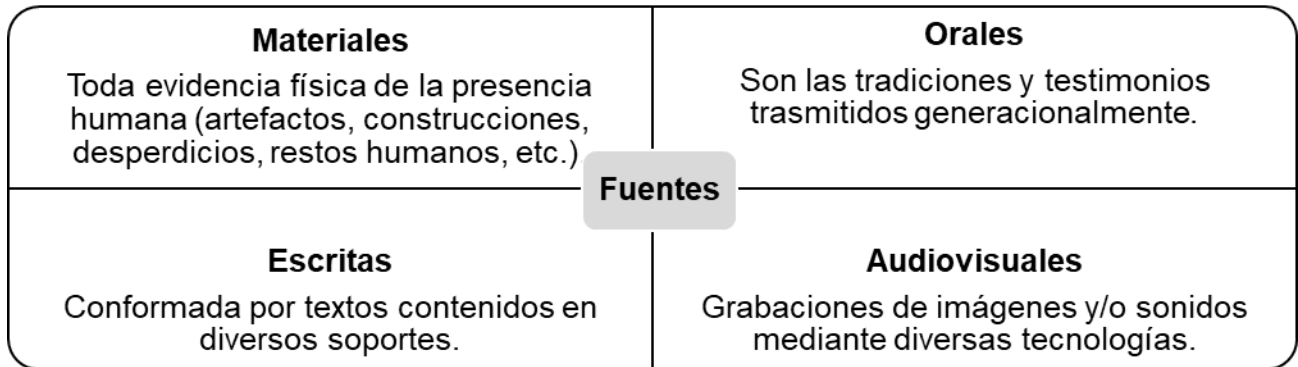 Materiales
Toda evidencia física de la presencia
humana (artefactos, construcciones,
desperdicios, restos humanos, etc.)
Orales
Son las tradiciones y testimonios
trasmitidos generacionalmente.
Fuentes
Escritas
Conformada por textos contenidos en
diversos soportes.
Audiovisuales
Grabaciones de imágenes y/o sonidos
mediante diversas tecnologías.